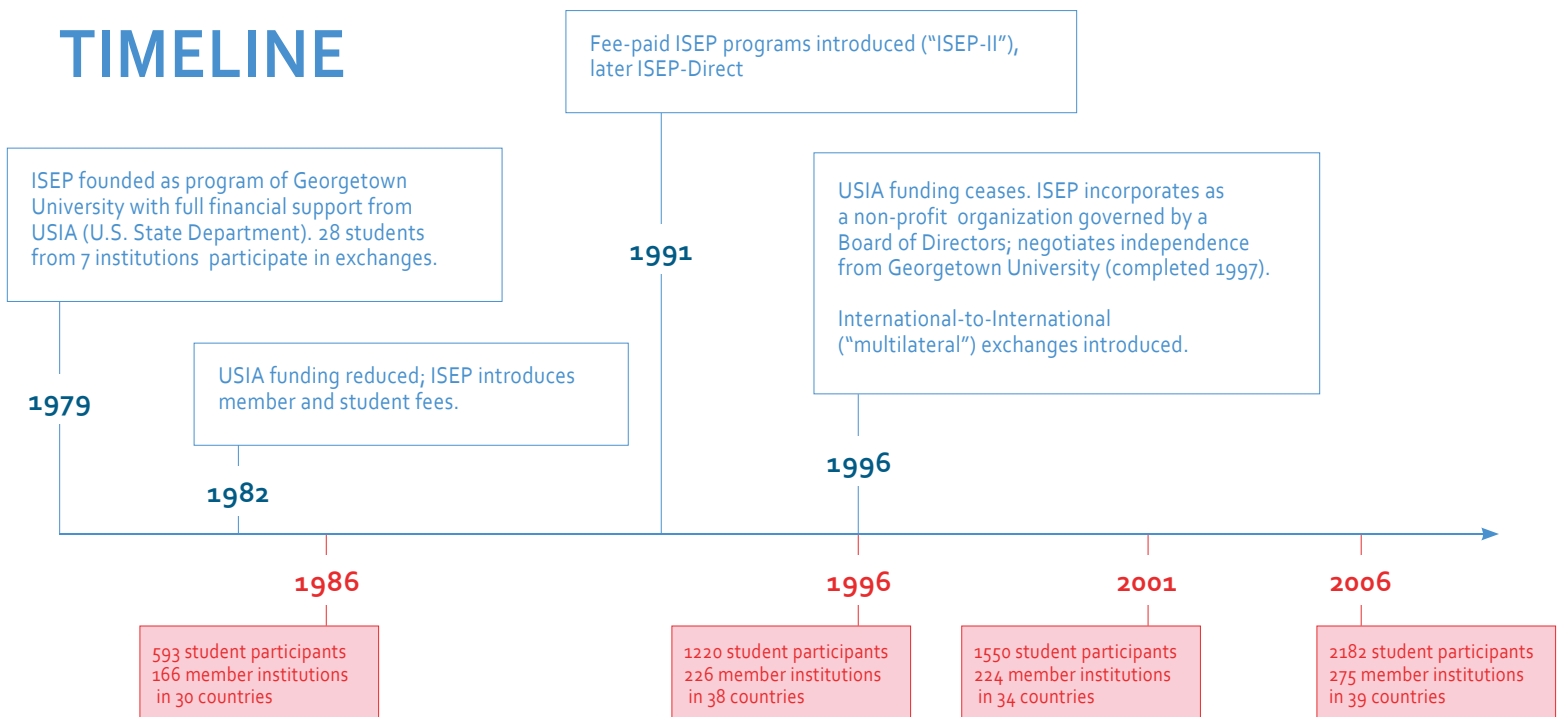 TIMELINE
Fee-paid ISEP programs introduced (“ISEP-II”),
later ISEP-Direct
ISEP founded as program of Georgetown
University with full financial support from
USIA (U.S. State Department). 28 students
from 7 institutions participate in exchanges.
USIA funding ceases. ISEP incorporates as
a non-profit organization governed by a
Board of Directors; negotiates independence
from Georgetown University (completed 1997).
International-to-International
(“multilateral”) exchanges introduced.
1991
USIA funding reduced; ISEP introduces
member and student fees.
1979
1996
1982
1986
1996
2001
2006
593 student participants
166 member institutions
in 30 countries
1220 student participants
226 member institutions
in 38 countries
1550 student participants
224 member institutions
in 34 countries
2182 student participants
275 member institutions
in 39 countries